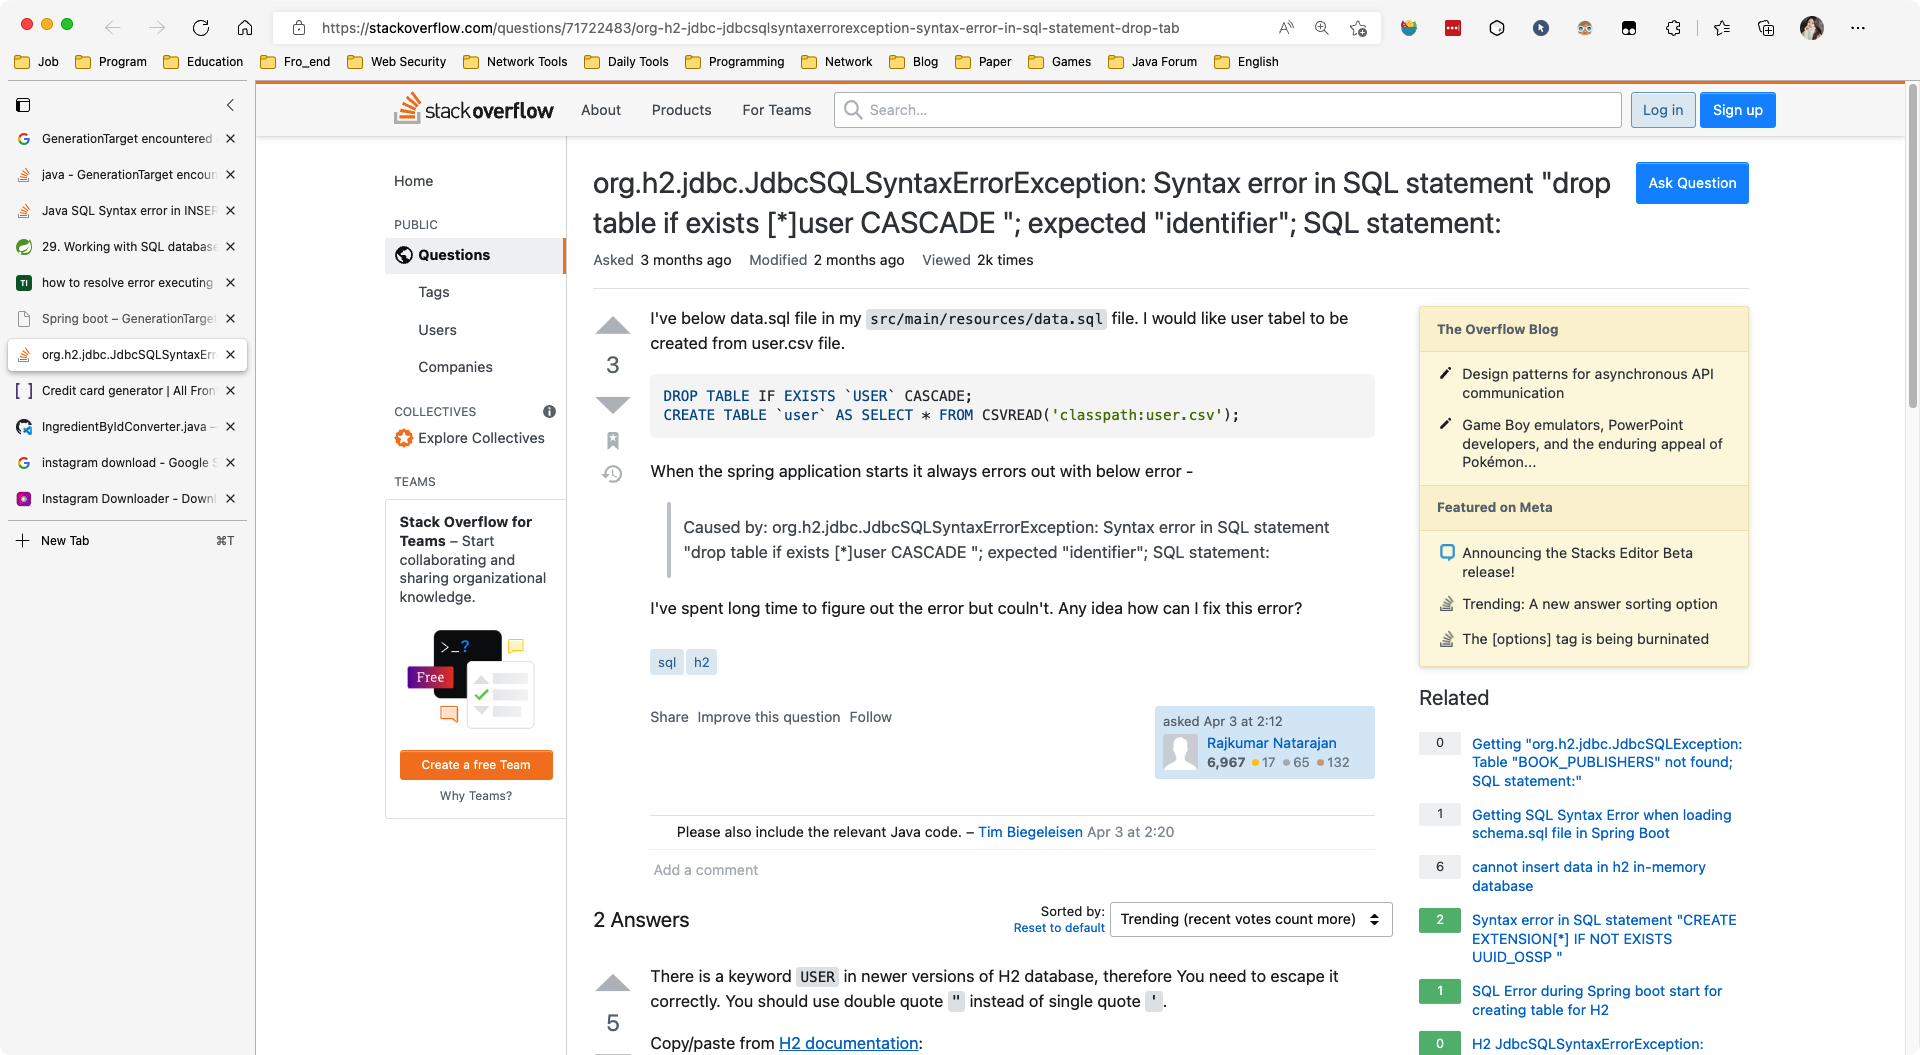 https://stackoverflow.com/questions/71722483/org-h2-jdbc-jdbcsqlsyntaxerrorexception-syntax-error-in-sql-statement-drop-tab
Job Program Education Fro_end Web Security Network Tools Daily Tools Programming Network Blog Paper Games Java Forum English
GenerationTarget encountered
java - GenerationTarget encoun
Java SQL Syntax error in INSER
29. Working with SQL database
how to resolve error executing
Spring boot – GenerationTarget
org.h2.jdbc.JdbcSQLSyntaxErr
Credit card generator | All Fron
IngredientByIdConverter.java –
instagram download - Google S
Instagram Downloader - Downl
New Tab ⌘T
stackoverflow About Products For Teams Search... Log in Sign up
Home
PUBLIC
Questions
Tags
Users
Companies
COLLECTIVES
Explore Collectives
TEAMS
Stack Overflow for
Teams – Start
collaborating and
sharing organizational
knowledge.
>_?
Free
Create a free Team
Why Teams?
org.h2.jdbc.JdbcSQLSyntaxErrorException: Syntax error in SQL statement "drop
table if exists [*]user CASCADE "; expected "identifier"; SQL statement:
Ask Question
Asked 3 months ago Modified 2 months ago Viewed 2k times
3
I've below data.sql file in my src/main/resources/data.sql file. I would like user tabel to be
created from user.csv file.
DROP TABLE IF EXISTS `USER` CASCADE;
CREATE TABLE `user` AS SELECT * FROM CSVREAD('classpath:user.csv');
When the spring application starts it always errors out with below error -
Caused by: org.h2.jdbc.JdbcSQLSyntaxErrorException: Syntax error in SQL statement
"drop table if exists [*]user CASCADE "; expected "identifier"; SQL statement:
I've spent long time to figure out the error but couln't. Any idea how can I fix this error?
sql h2
Share Improve this question Follow
asked Apr 3 at 2:12
Rajkumar Natarajan
6,967 17 65 132
Please also include the relevant Java code. – Tim Biegeleisen Apr 3 at 2:20
Add a comment
2 Answers
Sorted by:
Reset to default
Trending (recent votes count more)
5
There is a keyword USER in newer versions of H2 database, therefore You need to escape it
correctly. You should use double quote " instead of single quote ' .
Copy/paste from H2 documentation:
The Overflow Blog
Design patterns for asynchronous API
communication
Game Boy emulators, PowerPoint
developers, and the enduring appeal of
Pokémon...
Featured on Meta
Announcing the Stacks Editor Beta
release!
Trending: A new answer sorting option
The [options] tag is being burninated
Related
0 Getting "org.h2.jdbc.JdbcSQLException:
Table "BOOK_PUBLISHERS" not found;
SQL statement:"
1 Getting SQL Syntax Error when loading
schema.sql file in Spring Boot
6 cannot insert data in h2 in-memory
database
2 Syntax error in SQL statement "CREATE
EXTENSION[*] IF NOT EXISTS
UUID_OSSP "
1 SQL Error during Spring boot start for
creating table for H2
0 H2 JdbcSQLSyntaxErrorException: